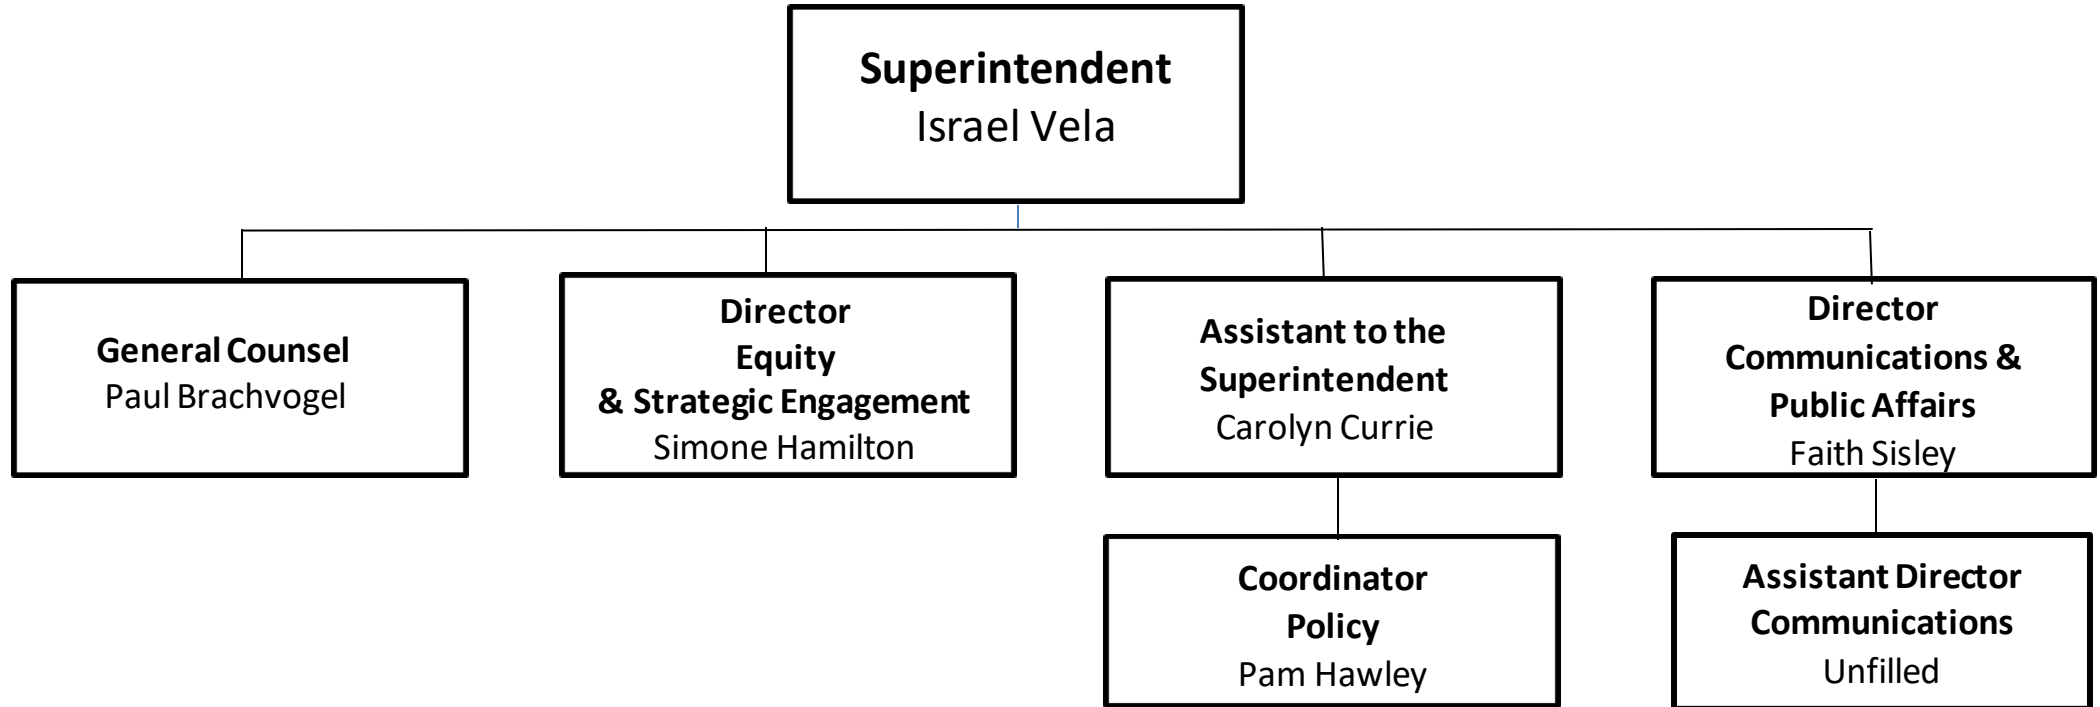 Superintendent
Israel Vela
General Counsel
Paul Brachvogel
Director
Equity
& Strategic Engagement
Simone Hamilton
Assistant to the
Superintendent
Carolyn Currie
Director
Communications &
Public Affairs
Faith Sisley
Coordinator
Policy
Pam Hawley
Assistant Director
Communications
Unfilled